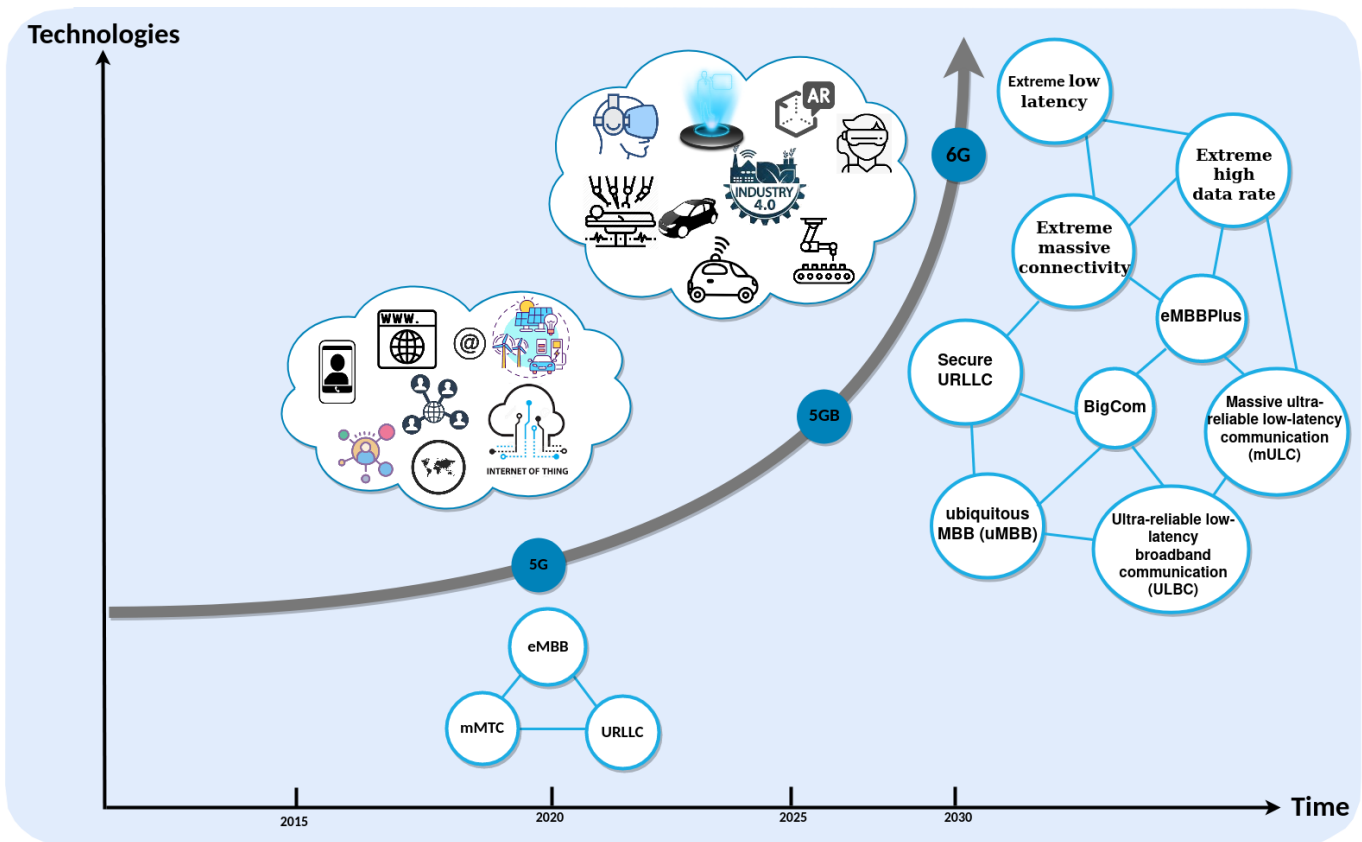 Technologies
AR
INDUSTRY
4.0
WWW.
@
INTERNET OF THING
6G
5GB
5G
Extreme low
latency
Extreme
high
data rate
Extreme
massive
connectivity
eMBBPlus
Secure
URLLC
BigCom
Massive ultra-
reliable low-latency
communication
(mULC)
ubiquitous
MBB (uMBB)
Ultra-reliable low-
latency
broadband
communication
(ULBC)
eMBB
mMTC
URLLC
2015
2020
2025
2030
Time